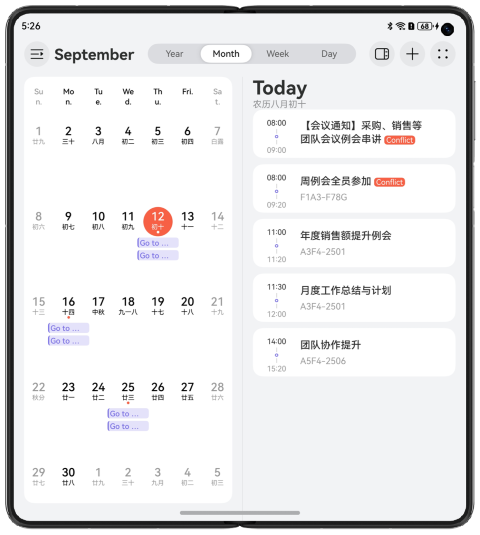 5:26
68
September
Year Month Week Day
Su
n. Mo
n. Tu
e. We
d. Th
u. Fri. Sa
t.
1 2 3 4 5 6 7
廿九 三十 八月 初二 初三 初四 白露
8 9 10 11 12 13 14
初六 初七 初八 初九 初十 十一 十二
Go to ...
Go to ...
15 16 17 18 19 20 21
十三 十四 中秋 九一八 十七 十八 十九
Go to ...
Go to ...
22 23 24 25 26 27 28
秋分 廿一 廿二 廿三 廿四 廿五 廿六
Go to ...
Go to ...
29 30 1 2 3 4 5
廿七 廿八 廿九 三十 九月 初二 初三
Today
农历八月初十
08:00 【会议通知】采购、销售等
团队会议例会串讲 Conflict
09:00
08:00 周例会全员参加 Conflict
09:20 F1A3-F78G
11:00 年度销售额提升例会
11:20 A3F4-2501
11:30 月度工作总结与计划
12:00 A3F4-2501
14:00 团队协作提升
15:20 A5F4-2506